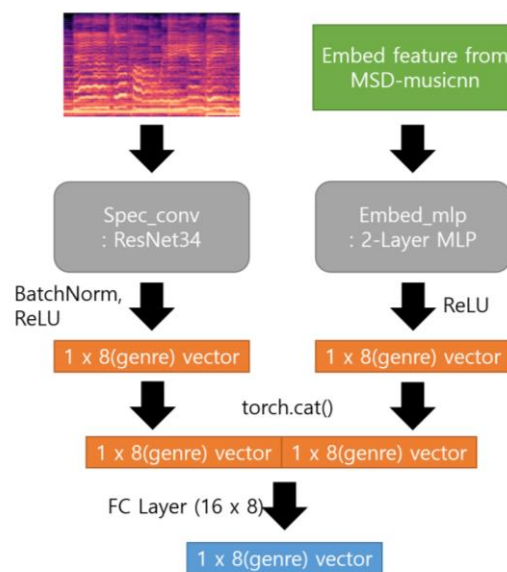 Embed feature from
MSD-musicnn
Spec_conv
: ResNet34
Embed_mlp
: 2-Layer MLP
BatchNorm,
ReLU
ReLU
1 x 8(genre) vector
1 x 8(genre) vector
torch.cat()
1 x 8(genre) vector
1 x 8(genre) vector
FC Layer (16 x 8)
1 x 8(genre) vector